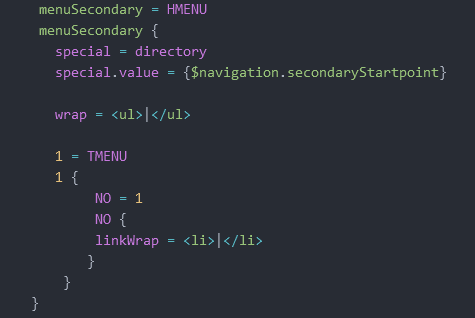 menuSecondary = HMENU
menuSecondary {
special = directory
special.value = {$navigation.secondaryStartpoint}
wrap = <ul>|</ul>
1 = TMENU
1 {
NO = 1
NO {
linkWrap = <li>|</li>
}
}
}